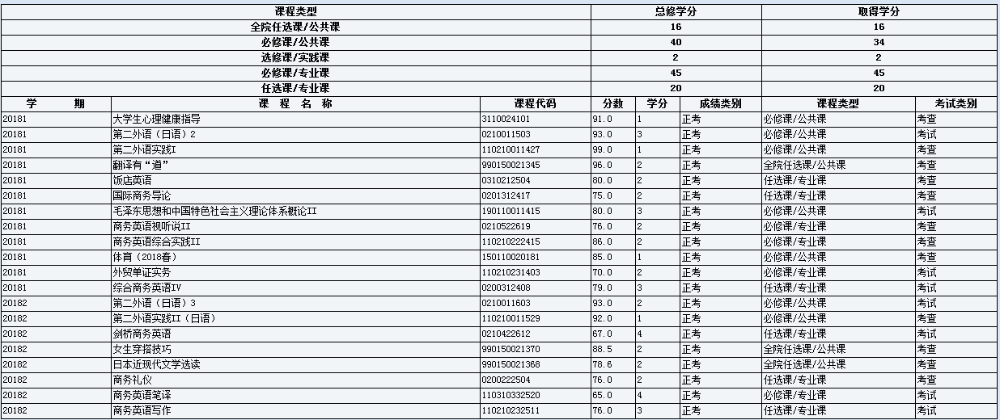 课程类型 总修学分 取得学分
全院任选课/公共课 16 16
必修课/公共课 40 34
选修课/实践课 2 2
必修课/专业课 45 45
任选课/专业课 20 20
学 期 课 程 名 称 课程代码 分数 学分 成绩类别 课程类型 考试类别
20181 大学生心理健康指导 3110024101 91.0 1 正考 必修课/公共课 考查
20181 第二外语（日语）2 0210011503 93.0 3 正考 必修课/公共课 考试
20181 第二外语实践I 110210011427 99.0 1 正考 必修课/公共课 考查
20181 翻译有“道” 990150021345 96.0 2 正考 全院任选课/公共课 考查
20181 饭店英语 0310212504 80.0 2 正考 任选课/专业课 考查
20181 国际商务导论 0201312417 75.0 2 正考 任选课/专业课 考查
20181 毛泽东思想和中国特色社会主义理论体系概论II 190110011415 80.0 3 正考 必修课/公共课 考试
20181 商务英语视听说II 0210522619 76.0 2 正考 必修课/专业课 考查
20181 商务英语综合实践II 110210222415 86.0 2 正考 必修课/专业课 考查
20181 体育（2018春） 150110020181 85.0 1 正考 必修课/公共课 考查
20181 外贸单证实务 110210231403 70.0 2 正考 必修课/专业课 考试
20181 综合商务英语IV 0200312408 79.0 3 正考 任选课/专业课 考试
20182 第二外语（日语）3 0210011603 93.0 2 正考 必修课/公共课 考试
20182 第二外语实践II（日语） 110210011529 92.0 1 正考 必修课/公共课 考查
20182 剑桥商务英语 0210422612 67.0 4 正考 任选课/专业课 考试
20182 女生穿搭技巧 990150021370 88.5 2 正考 全院任选课/公共课 考查
20182 日本近现代文学选读 990150021368 78.6 2 正考 全院任选课/公共课 考查
20182 商务礼仪 0200222504 76.0 2 正考 任选课/专业课 考查
20182 商务英语笔译 110310332520 65.0 4 正考 必修课/专业课 考试
20182 商务英语写作 110210232511 76.0 3 正考 任选课/专业课 考试